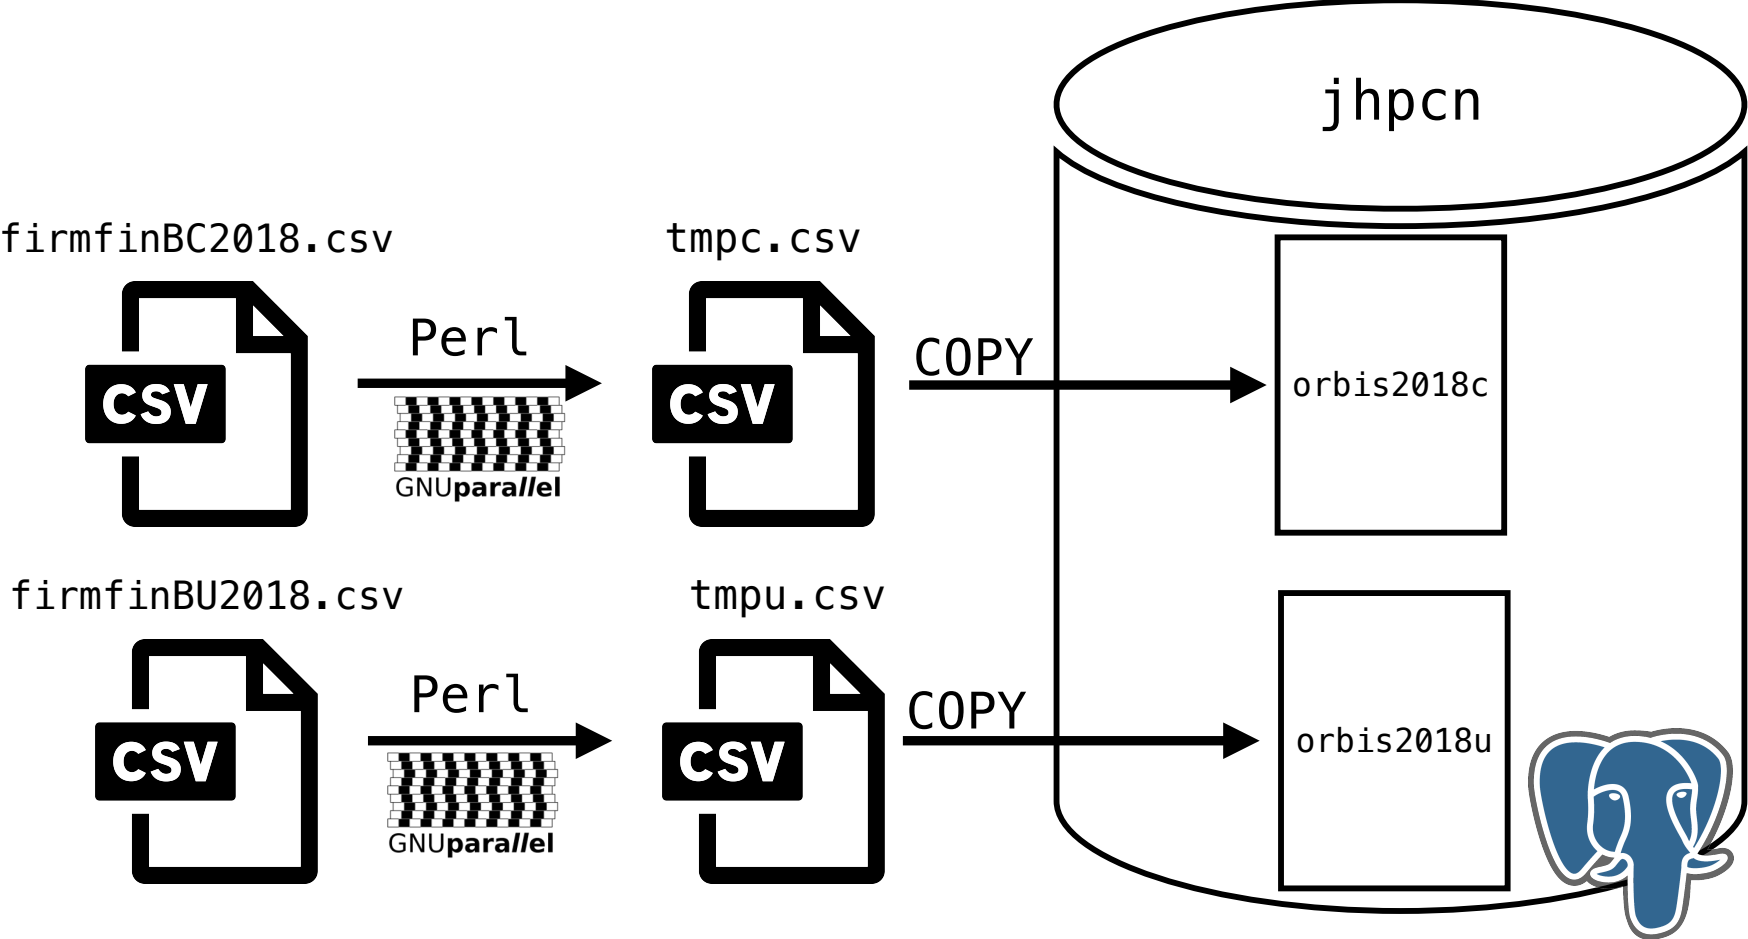 jhpcn
firmfinBC2018.csv
tmpc.csv
Perl
COPY
CSV
CSV
orbis2018c
GNUparallel
firmfinBU2018.csv
tmpu.csv
Perl
COPY
CSV
CSV
orbis2018u
GNUparallel